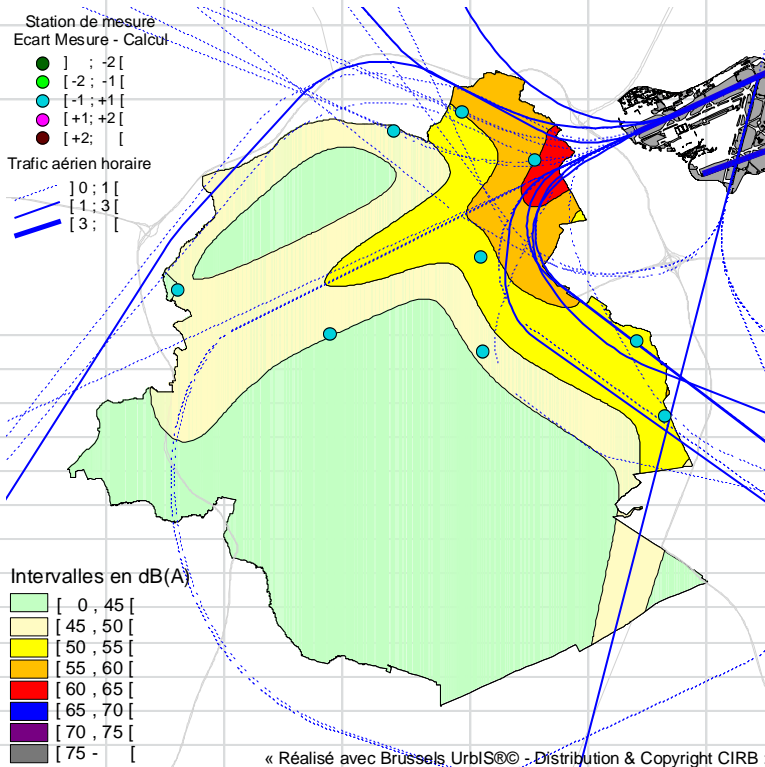 Station de mesure
Ecart Mesure - Calcul
] ; -2 [
[ -2 ; -1 [
[ -1 ; +1 [
[ +1; +2 [
[ +2; [
Trafic aérien horaire
] 0 ; 1 [
[ 1 ; 3 [
[ 3 ; [
Intervalles en dB(A)
[ 0 , 45 [
[ 45 , 50 [
[ 50 , 55 [
[ 55 , 60 [
[ 60 , 65 [
[ 65 , 70 [
[ 70 , 75 [
[ 75 - [
« Réalisé avec Brussels UrbIS®© - Distribution & Copyright CIRB